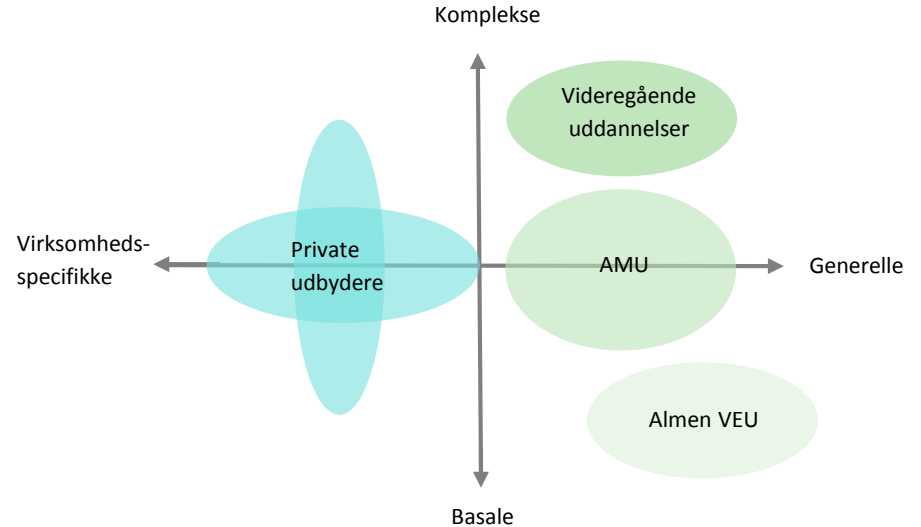 Komplekse
Videregående
uddannelser
Virksomheds-
specifikke
Private
udbydere
AMU
Generelle
Almen VEU
Basale